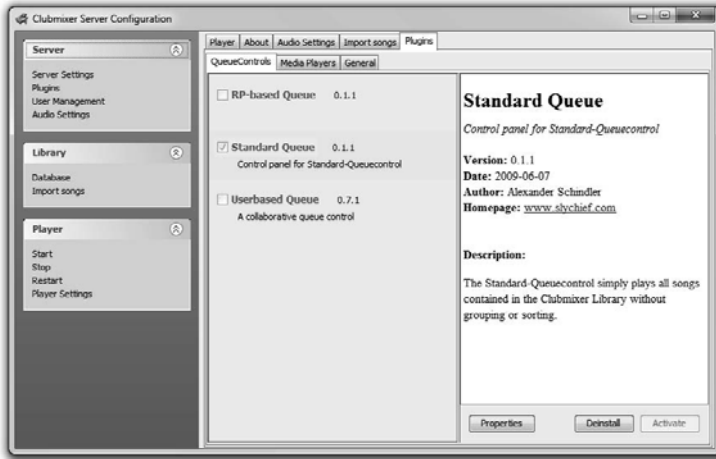 Clubmixer Server Configuration
Server
Server Settings
Plugins
User Management
Audio Settings
Library
Database
Import songs
Player
Start
Stop
Restart
Player Settings
Player About Audio Settings Import songs Plugins
QueueControls Media Players General
RP-based Queue 0.1.1
Standard Queue 0.1.1
Control panel for Standard-Queuecontrol
Userbased Queue 0.7.1
A collaborative queue control
Standard Queue
Control panel for Standard-Queuecontrol
Version: 0.1.1
Date: 2009-06-07
Author: Alexander Schindler
Homepage: www.slychief.com
Description:
The Standard-Queuecontrol simply plays all songs
contained in the Clubmixer Library without
grouping or sorting.
Properties Deinstall Activate